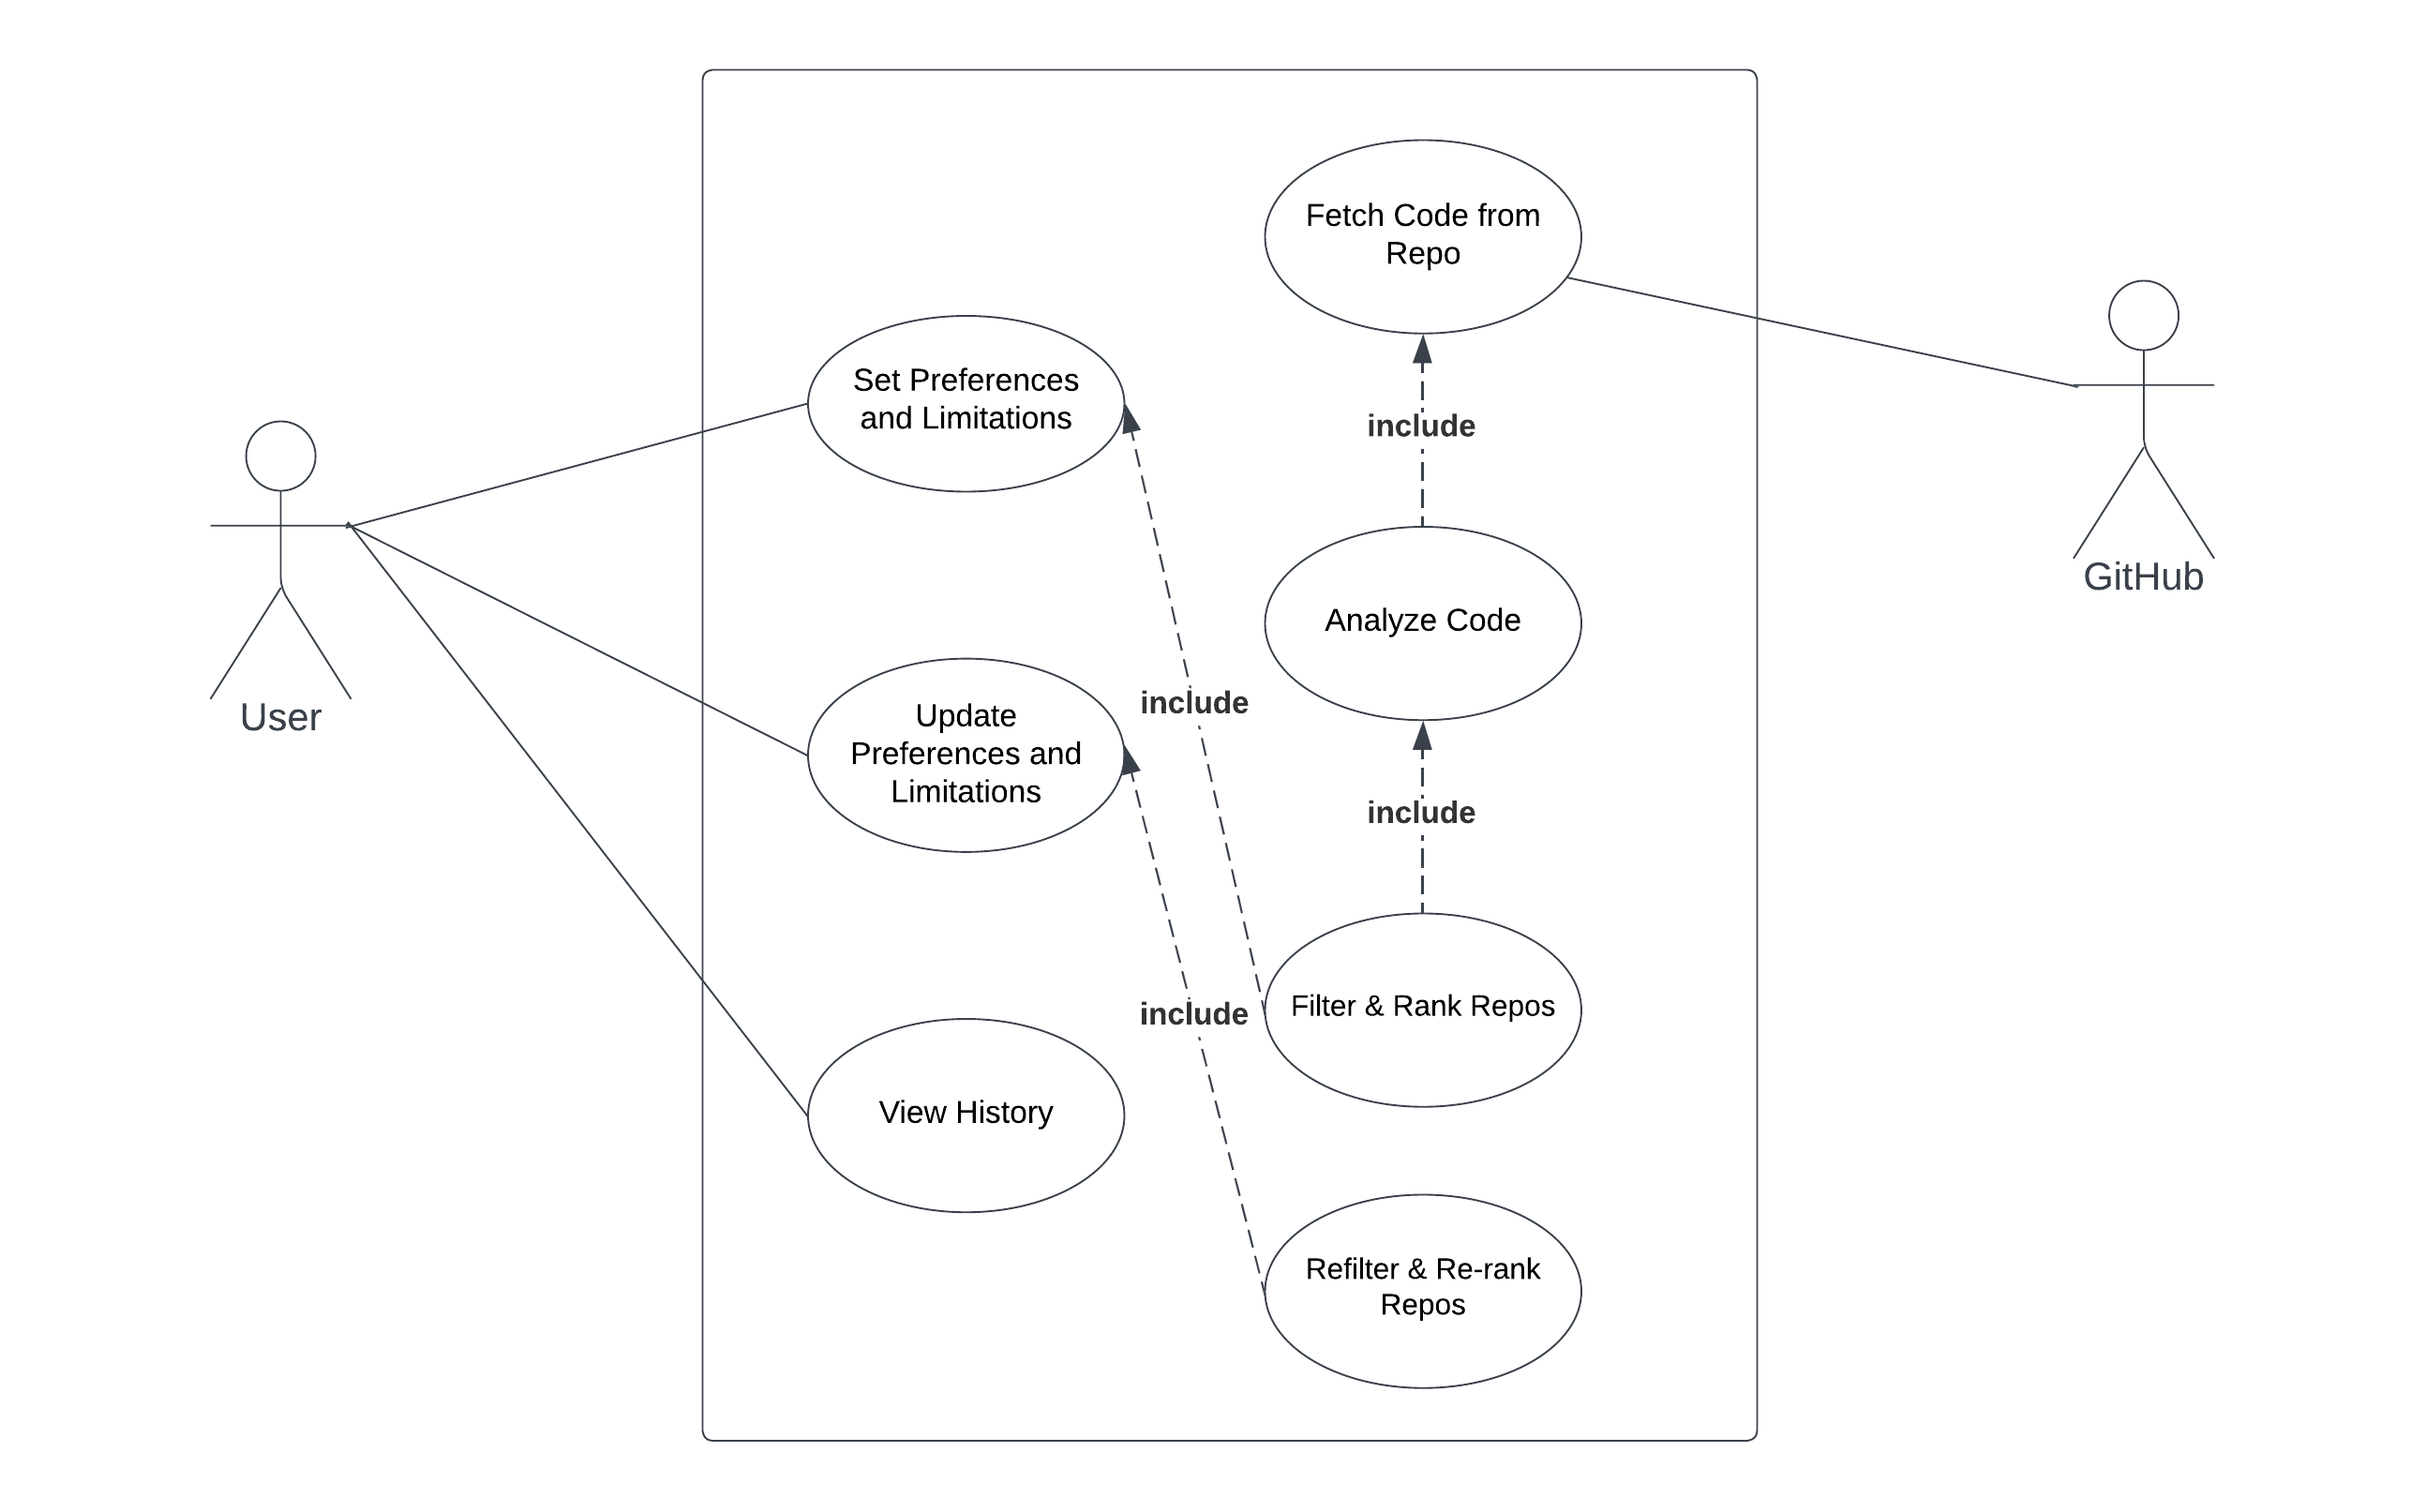 Fetch Code from
Repo
Set Preferences
and Limitations
include
GitHub
Analyze Code
User
include
Update
Preferences and
Limitations
include
Filter & Rank Repos
include
View History
Refilter & Re-rank
Repos